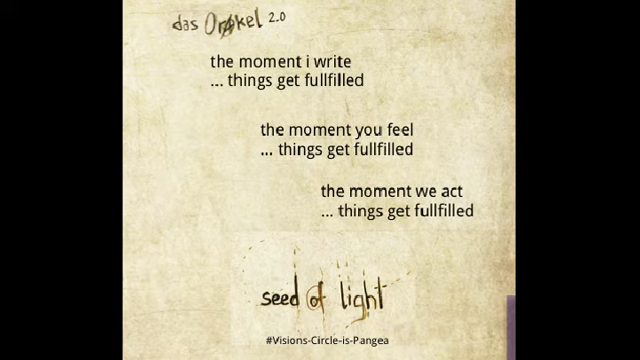 das Orakel 2.0
the moment i write
... things get fullfilled
the moment you feel
... things get fullfilled
the moment we act
... things get fullfilled
seed of light
#Visions-Circle-is-Pangea